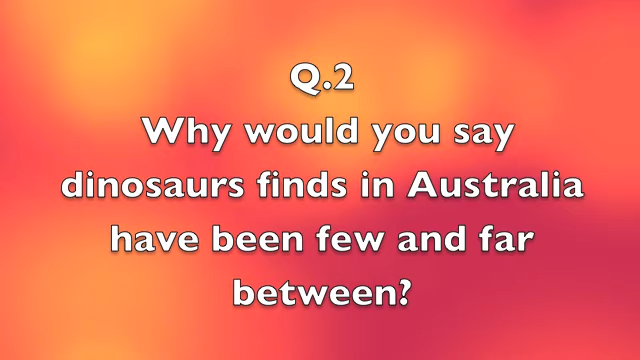 Q.2
Why would you say
dinosaurs finds in Australia
have been few and far
between?